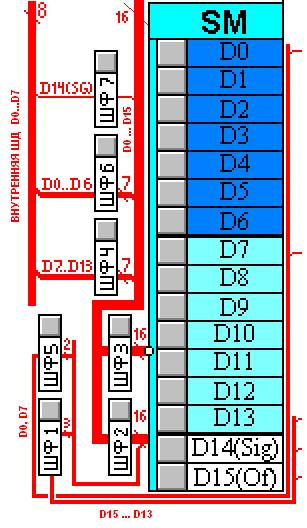 8
16
SM
D0
D1
D2
D3
D4
D5
D6
D7
D8
D9
D10
D11
D12
D13
D14(Sig)
D15(Of)
D14(SG)
ШФ 7
D0 ... D15
ВНУТРЕННЯЯ ШД D0...D7
D0...D6
ШФ 6
7
D7...D13
ШФ 4
7
ШФ 5
2
ШФ 3
16
D0, D7
ШФ 1
3
ШФ 2
16
D15 ... D13